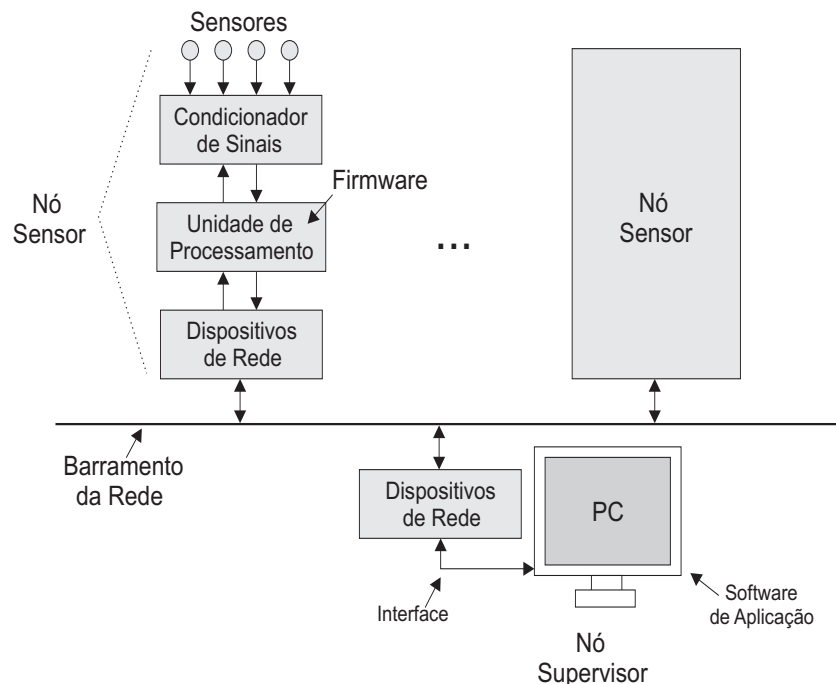 Sensores
Condicionador
de Sinais
Firmware
Nó
Sensor
Unidade de
Processamento
...
Nó
Sensor
Dispositivos
de Rede
Barramento
da Rede
Dispositivos
de Rede
PC
Interface
Software
de Aplicação
Nó
Supervisor